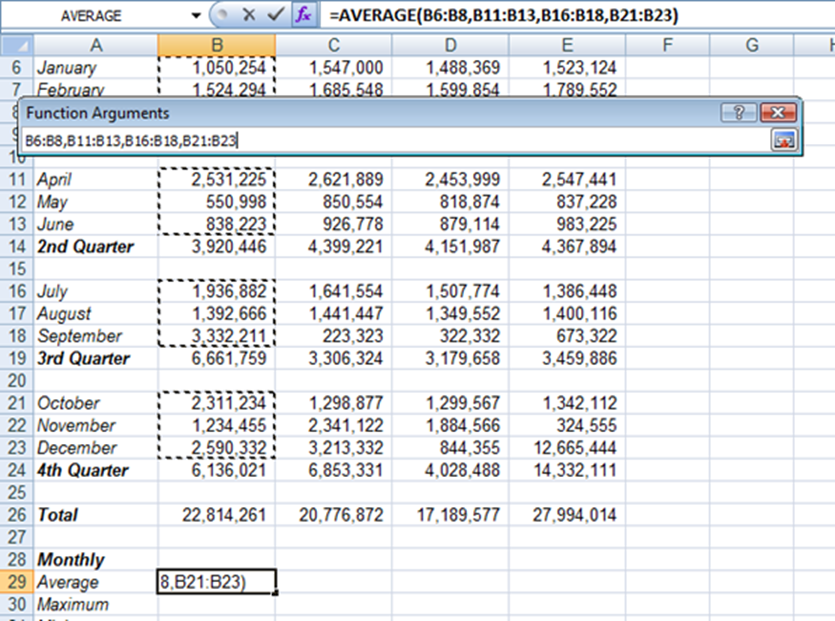 AVERAGE =AVERAGE(B6:B8,B11:B13,B16:B18,B21:B23)
A B C D E F G
6 January 1,050,254 1,547,000 1,488,369 1,523,124
7 February 1,524,294 1,685,548 1,599,854 1,789,552
Function Arguments
B6:B8,B11:B13,B16:B18,B21:B23
11 April 2,531,225 2,621,889 2,453,999 2,547,441
12 May 550,998 850,554 818,874 837,228
13 June 838,223 926,778 879,114 983,225
14 2nd Quarter 3,920,446 4,399,221 4,151,987 4,367,894
15
16 July 1,936,882 1,641,554 1,507,774 1,386,448
17 August 1,392,666 1,441,447 1,349,552 1,400,116
18 September 3,332,211 223,323 322,332 673,322
19 3rd Quarter 6,661,759 3,306,324 3,179,658 3,459,886
20
21 October 2,311,234 1,298,877 1,299,567 1,342,112
22 November 1,234,455 2,341,122 1,884,566 324,555
23 December 2,590,332 3,213,332 844,355 12,665,444
24 4th Quarter 6,136,021 6,853,331 4,028,488 14,332,111
25
26 Total 22,814,261 20,776,872 17,189,577 27,994,014
27
28 Monthly
29 Average 8,B21:B23)
30 Maximum